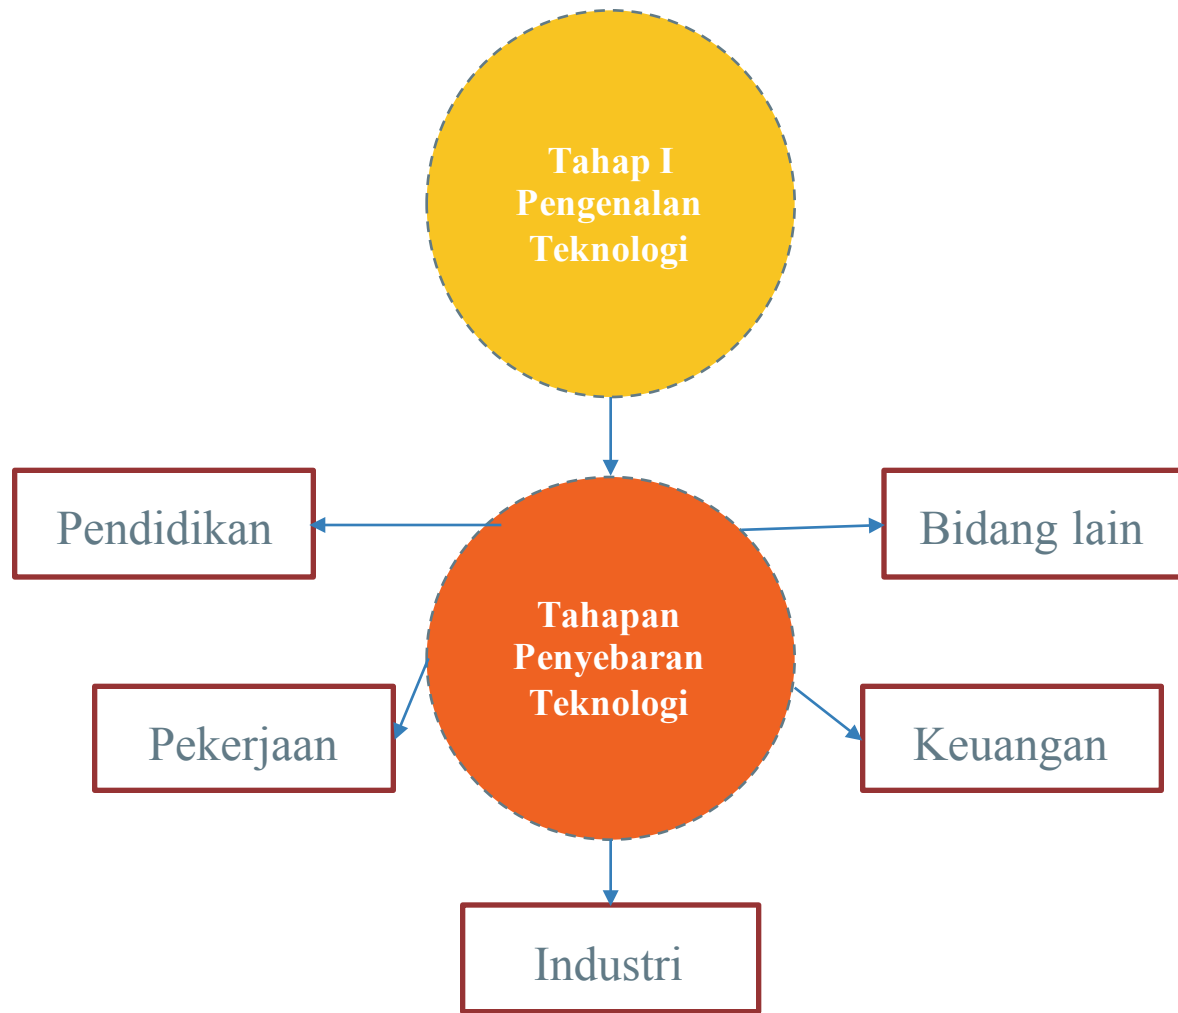 Tahap I
Pengenalan
Teknologi
Pendidikan
Bidang lain
Tahapan
Penyebaran
Teknologi
Pekerjaan
Keuangan
Industri